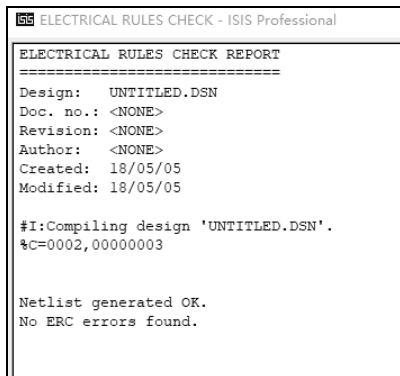 ISIS ELECTRICAL RULES CHECK - ISIS Professional
ELECTRICAL RULES CHECK REPORT
=============================
Design: UNTITLED.DSN
Doc. no.: <NONE>
Revision: <NONE>
Author: <NONE>
Created: 18/05/05
Modified: 18/05/05
#I:Compiling design 'UNTITLED.DSN'.
%C=0002,00000003
Netlist generated OK.
No ERC errors found.